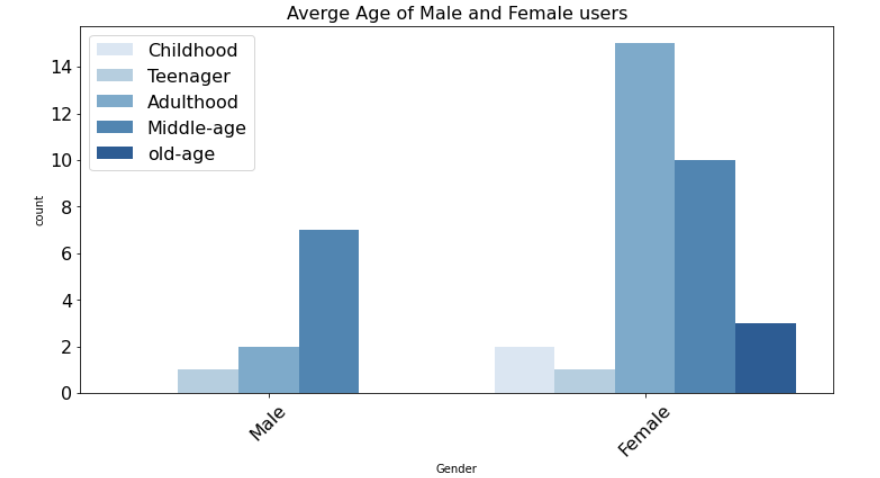 Averge Age of Male and Female users
Childhood
Teenager
Adulthood
Middle-age
old-age
14
12
10
8
6
4
2
0
count
Male
Female
Gender